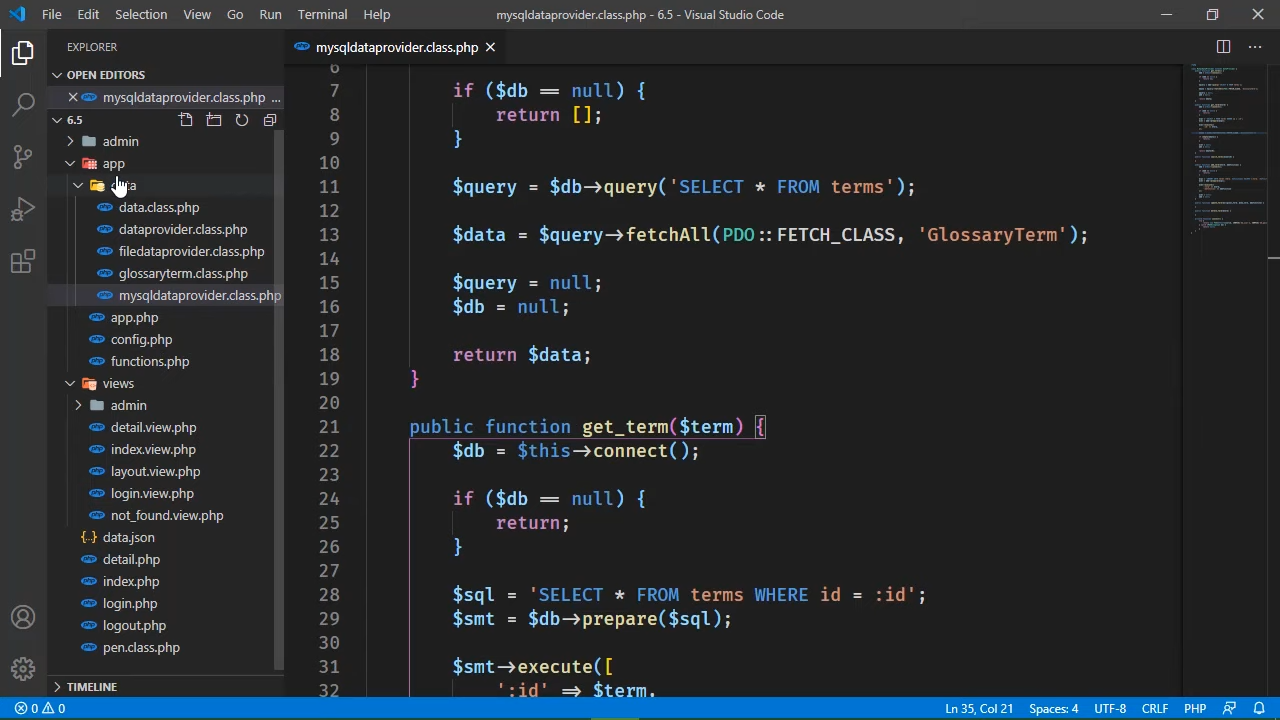 File Edit Selection View Go Run Terminal Help
mysqldataprovider.class.php - 6.5 - Visual Studio Code
EXPLORER
OPEN EDITORS
mysqldataprovider.class.php ...
6.5
admin
app
data.class.php
dataprovider.class.php
filedataprovider.class.php
glossaryterm.class.php
mysqldataprovider.class.php
app.php
config.php
functions.php
views
admin
detail.view.php
index.view.php
layout.view.php
login.view.php
not_found.view.php
{..} data.json
detail.php
index.php
login.php
logout.php
pen.class.php
TIMELINE
mysqldataprovider.class.php
6
7 if ($db == null) {
8 return [];
9 }
10
11 $query = $db->query('SELECT * FROM terms');
12
13 $data = $query->fetchAll(PDO::FETCH_CLASS, 'GlossaryTerm');
14
15 $query = null;
16 $db = null;
17
18 return $data;
19 }
20
21 public function get_term($term) {
22 $db = $this->connect();
23
24 if ($db == null) {
25 return;
26 }
27
28 $sql = 'SELECT * FROM terms WHERE id = :id';
29 $smt = $db->prepare($sql);
30
31 $smt->execute([
32 ':id' => $term,
0 0
Ln 35, Col 21 Spaces: 4 UTF-8 CRLF PHP